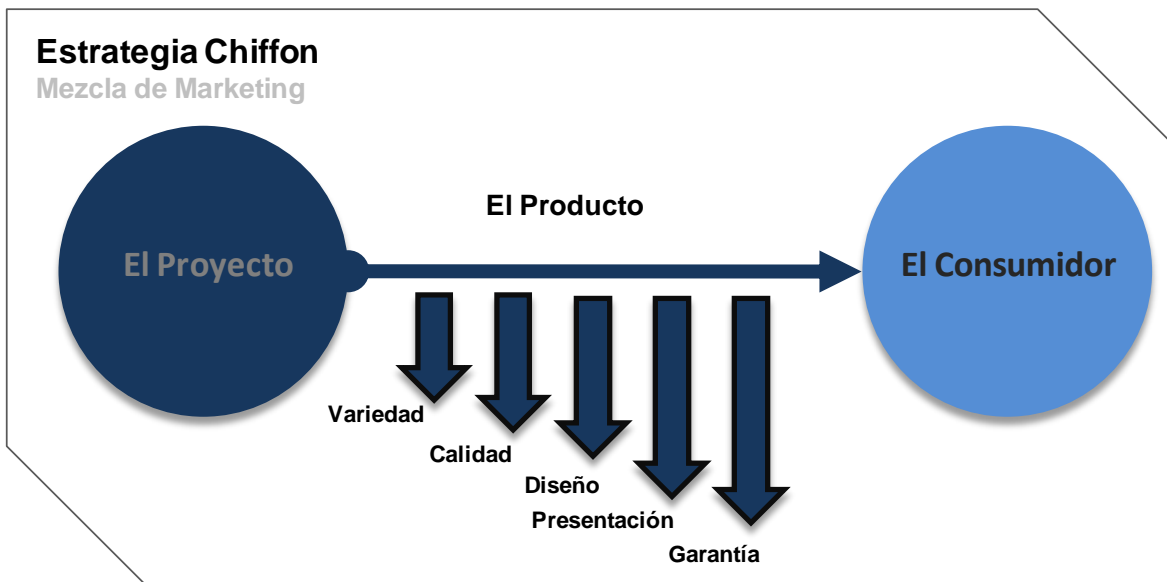 Estrategia Chiffon
Mezcla de Marketing
El Producto
El Proyecto
El Consumidor
Variedad
Calidad
Diseño
Presentación
Garantía